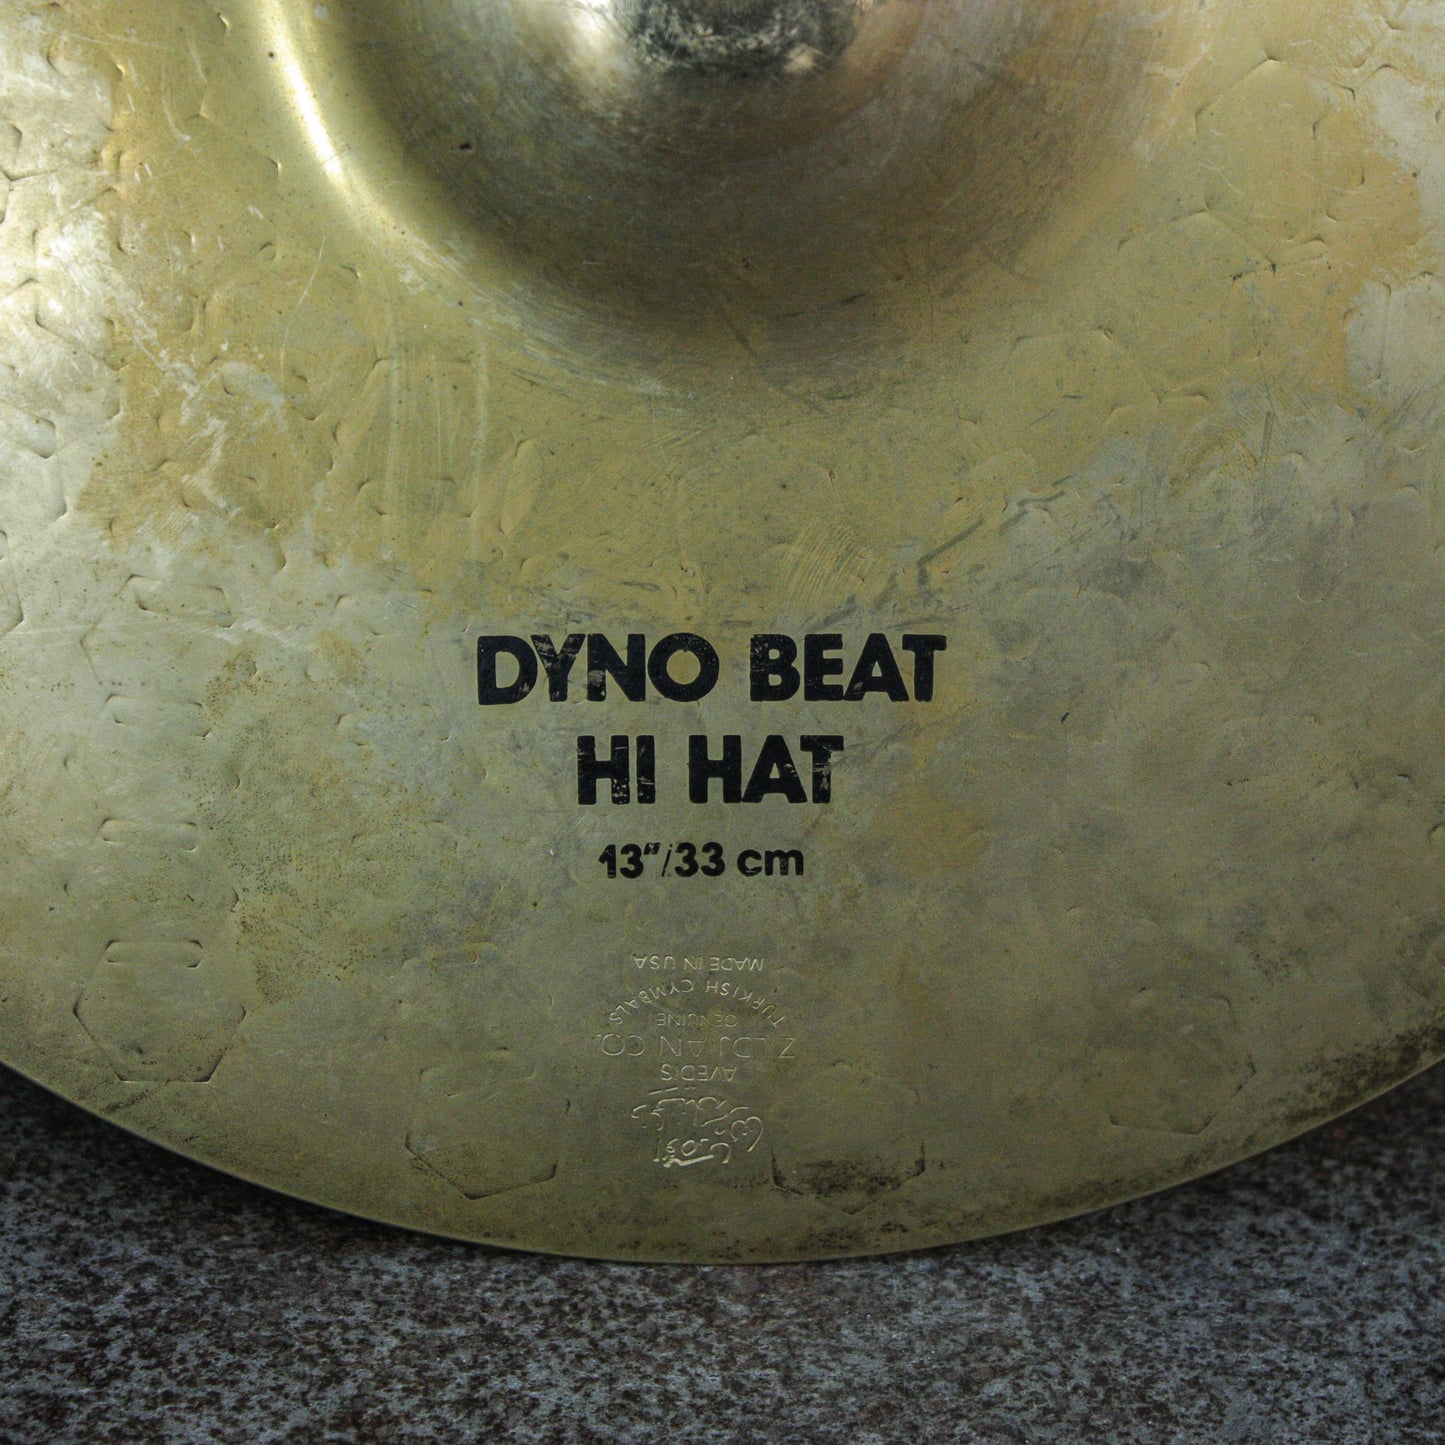 DYNO BEAT
HI HAT
13"/33 cm
AVEDIS
ZILDJIAN CO.
GENUINE
TURKISH CYMBALS
MADE IN USA